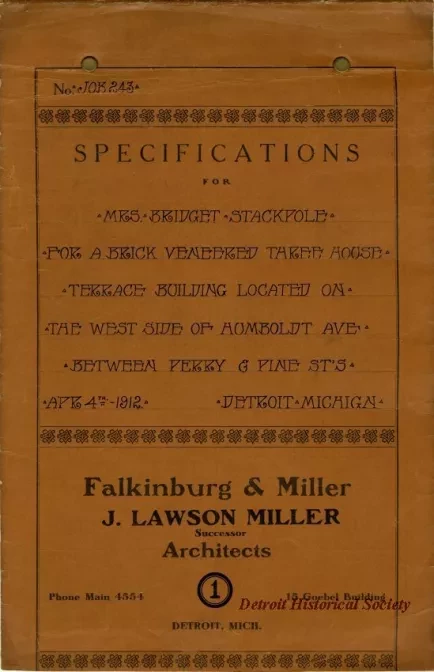 No. JOB 243
SPECIFICATIONS
FOR
MRS. BRIDGET STACKPOLE
FOR A BRICK VENEERED THREE HOUSE
TERRACE BUILDING LOCATED ON
THE WEST SIDE OF HUMBOLDT AVE.
BETWEEN PERRY & PINE ST'S
APR 4TH-1912. DETROIT MICHIGAN
Falkinburg & Miller
J. LAWSON MILLER
Successor
Architects
Phone Main 4554 1 15 Goebel Building
Detroit Historical Society
DETROIT, MICH.